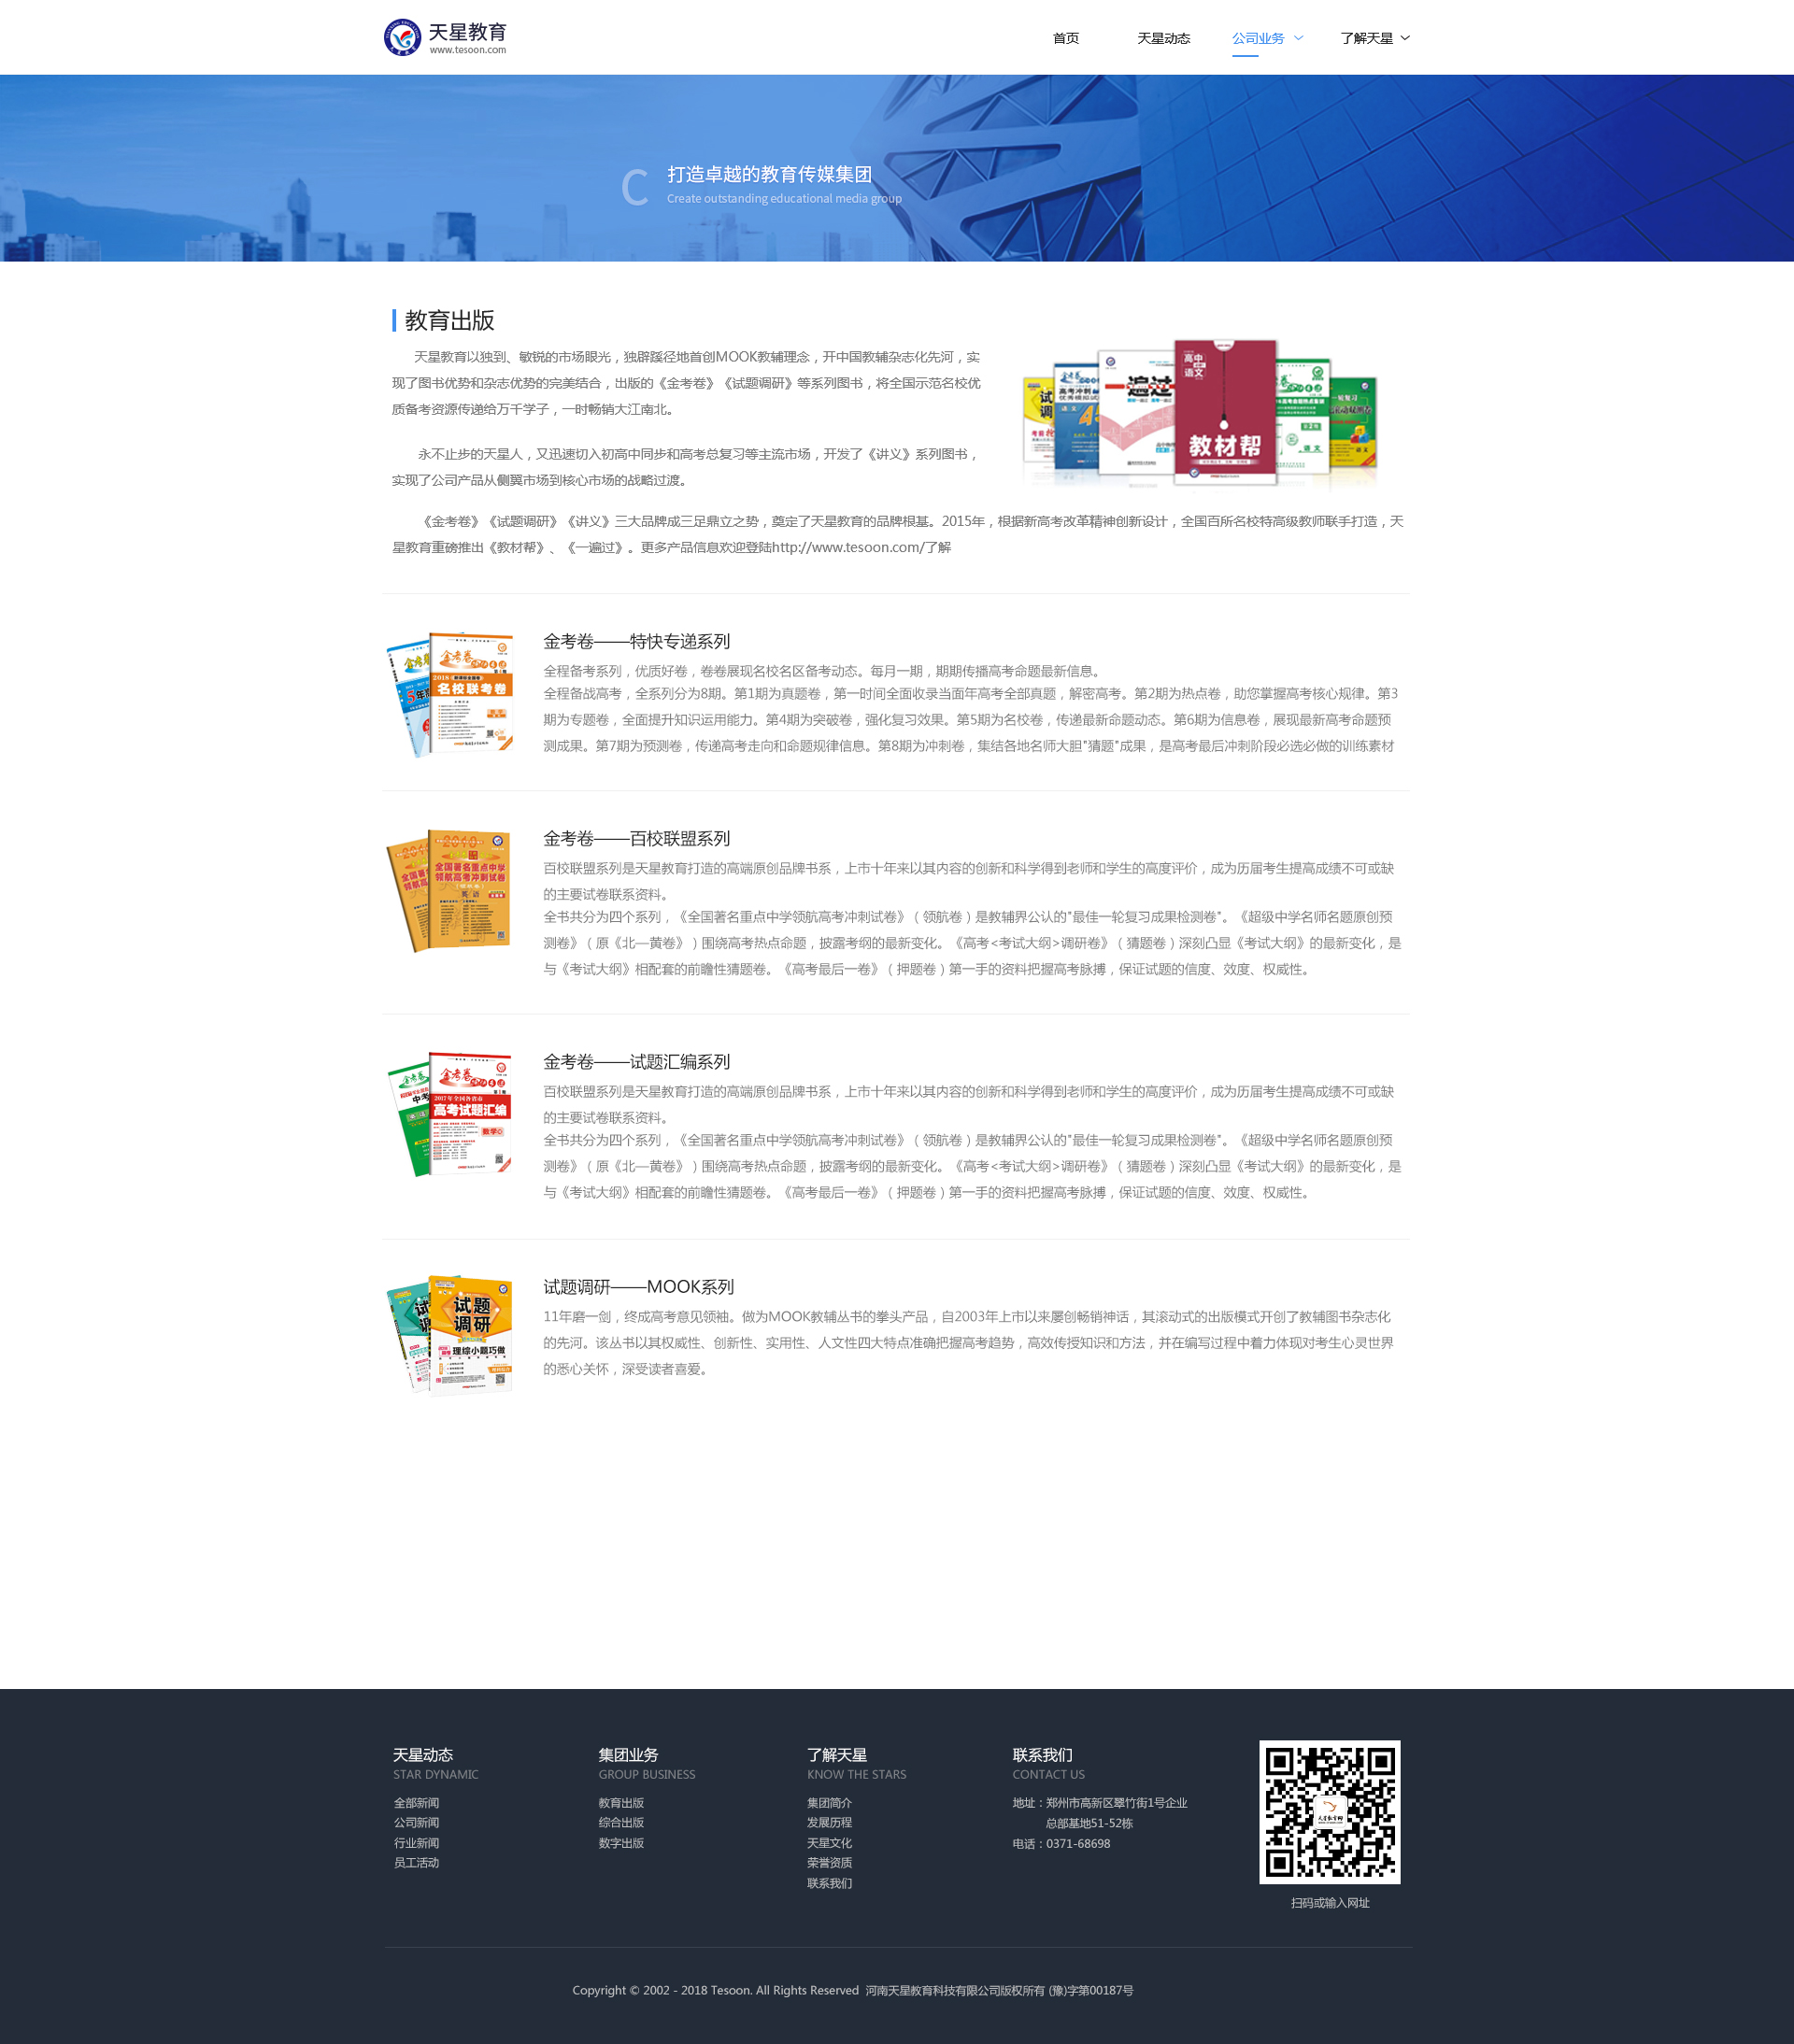 天星教育
www.tesoon.com
首页 天星动态 公司业务 了解天星
C 打造卓越的教育传媒集团
Create outstanding educational media group
教育出版
天星教育以独到、敏锐的市场眼光，独辟蹊径地首创MOOK教辅理念，开中国教辅杂志化先河，实
现了图书优势和杂志优势的完美结合，出版的《金考卷》《试题调研》等系列图书，将全国示范名校优
质备考资源传递给万千学子，一时畅销大江南北。
永不止步的天星人，又迅速切入初高中同步和高考总复习等主流市场，开发了《讲义》系列图书，
实现了公司产品从侧翼市场到核心市场的战略过渡。
一遍过
高中
语文
教材帮
《金考卷》《试题调研》《讲义》三大品牌成三足鼎立之势，奠定了天星教育的品牌根基。2015年，根据新高考改革精神创新设计，全国百所名校特高级教师联手打造，天
星教育重磅推出《教材帮》、《一遍过》。更多产品信息欢迎登陆http://www.tesoon.com/了解
金考卷
名校联考卷
金考卷——特快专递系列
全程备考系列，优质好卷，卷卷展现名校名区备考动态。每月一期，期期传播高考命题最新信息。
全程备战高考，全系列分为8期。第1期为真题卷，第一时间全面收录当面年高考全部真题，解密高考。第2期为热点卷，助您掌握高考核心规律。第3
期为专题卷，全面提升知识运用能力。第4期为突破卷，强化复习效果。第5期为名校卷，传递最新命题动态。第6期为信息卷，展现最新高考命题预
测成果。第7期为预测卷，传递高考走向和命题规律信息。第8期为冲刺卷，集结各地名师大胆"猜题"成果，是高考最后冲刺阶段必选必做的训练素材
全国著名重点中学
领航高考冲刺试卷
英语
金考卷——百校联盟系列
百校联盟系列是天星教育打造的高端原创品牌书系，上市十年来以其内容的创新和科学得到老师和学生的高度评价，成为历届考生提高成绩不可或缺
的主要试卷联系资料。
全书共分为四个系列，《全国著名重点中学领航高考冲刺试卷》（领航卷）是教辅界公认的"最佳一轮复习成果检测卷"。《超级中学名师名题原创预
测卷》（原《北—黄卷》）围绕高考热点命题，披露考纲的最新变化。《高考<考试大纲>调研卷》（猜题卷）深刻凸显《考试大纲》的最新变化，是
与《考试大纲》相配套的前瞻性猜题卷。《高考最后一卷》（押题卷）第一手的资料把握高考脉搏，保证试题的信度、效度、权威性。
金考卷
2017年全国各省市
高考试题汇编
数学
金考卷——试题汇编系列
百校联盟系列是天星教育打造的高端原创品牌书系，上市十年来以其内容的创新和科学得到老师和学生的高度评价，成为历届考生提高成绩不可或缺
的主要试卷联系资料。
全书共分为四个系列，《全国著名重点中学领航高考冲刺试卷》（领航卷）是教辅界公认的"最佳一轮复习成果检测卷"。《超级中学名师名题原创预
测卷》（原《北—黄卷》）围绕高考热点命题，披露考纲的最新变化。《高考<考试大纲>调研卷》（猜题卷）深刻凸显《考试大纲》的最新变化，是
与《考试大纲》相配套的前瞻性猜题卷。《高考最后一卷》（押题卷）第一手的资料把握高考脉搏，保证试题的信度、效度、权威性。
试题
调研
理综小题巧做
试题调研——MOOK系列
11年磨一剑，终成高考意见领袖。做为MOOK教辅丛书的拳头产品，自2003年上市以来屡创畅销神话，其滚动式的出版模式开创了教辅图书杂志化
的先河。该丛书以其权威性、创新性、实用性、人文性四大特点准确把握高考趋势，高效传授知识和方法，并在编写过程中着力体现对考生心灵世界
的悉心关怀，深受读者喜爱。
天星动态
STAR DYNAMIC
全部新闻
公司新闻
行业新闻
员工活动
集团业务
GROUP BUSINESS
教育出版
综合出版
数字出版
了解天星
KNOW THE STARS
集团简介
发展历程
天星文化
荣誉资质
联系我们
联系我们
CONTACT US
地址：郑州市高新区翠竹街1号企业
总部基地51-52栋
电话：0371-68698
扫码或输入网址
Copyright © 2002 - 2018 Tesoon. All Rights Reserved 河南天星教育科技有限公司版权所有 (豫)字第00187号